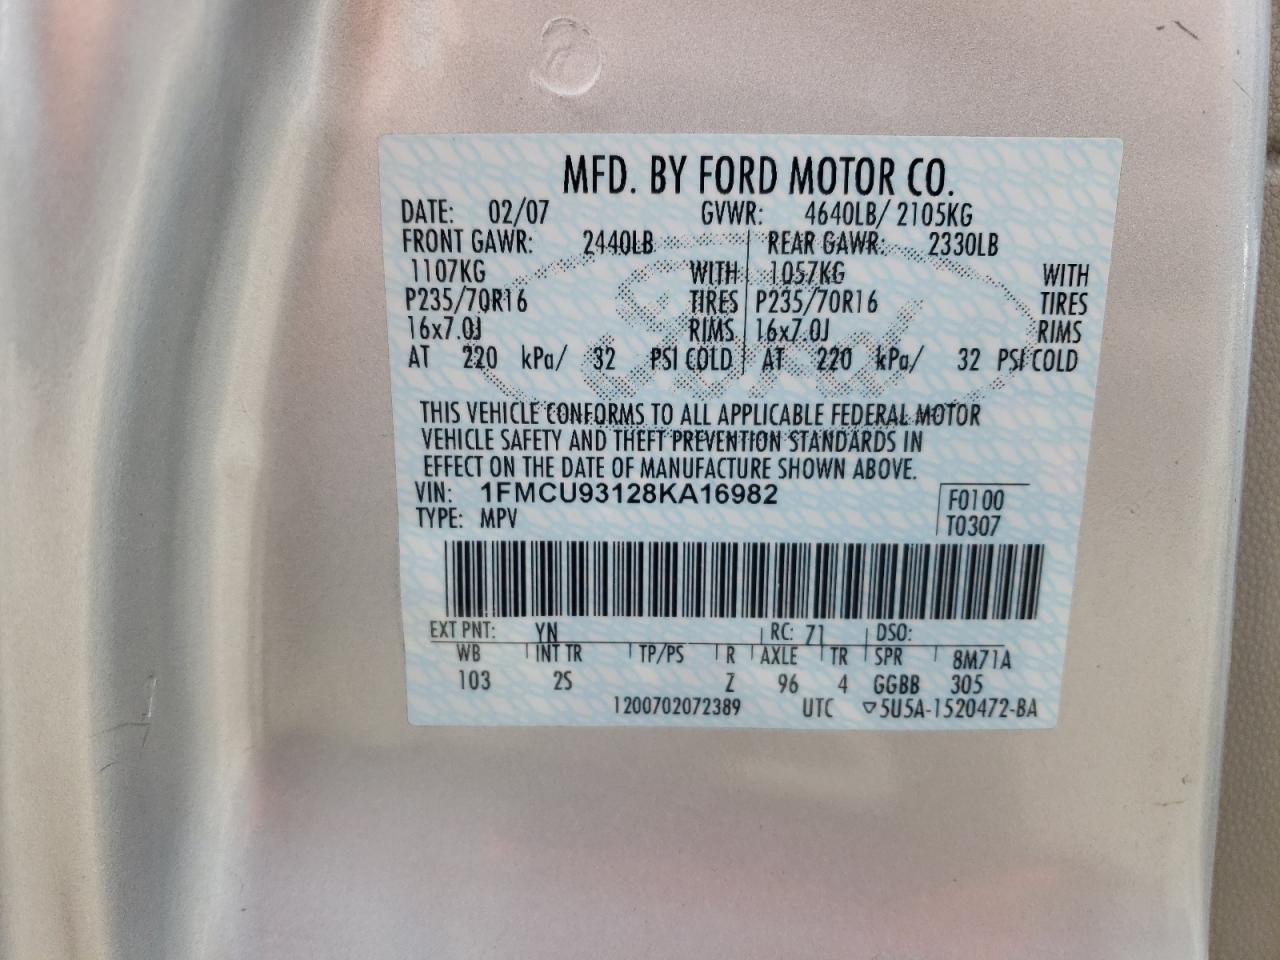 MFD. BY FORD MOTOR CO.
DATE: 02/07 GVWR: 4640LB/ 2105KG
FRONT GAWR: 2440LB REAR GAWR: 2330LB
1107KG WITH 1057KG WITH
P235/70R16 TIRES P235/70R16 TIRES
16x7.0J RIMS 16x7.0J RIMS
AT 220 kPa/ 32 PSI COLD AT 220 kPa/ 32 PSI COLD
Ford
THIS VEHICLE CONFORMS TO ALL APPLICABLE FEDERAL MOTOR
VEHICLE SAFETY AND THEFT PREVENTION STANDARDS IN
EFFECT ON THE DATE OF MANUFACTURE SHOWN ABOVE.
VIN: 1FMCU93128KA16982 F0100
TYPE: MPV T0307
EXT PNT: YN RC: 71 DSO:
WB INT TR TP/PS R AXLE TR SPR 8M71A
103 2S Z 96 4 GGBB 305
1200702072389 UTC ▽5U5A-1520472-BA